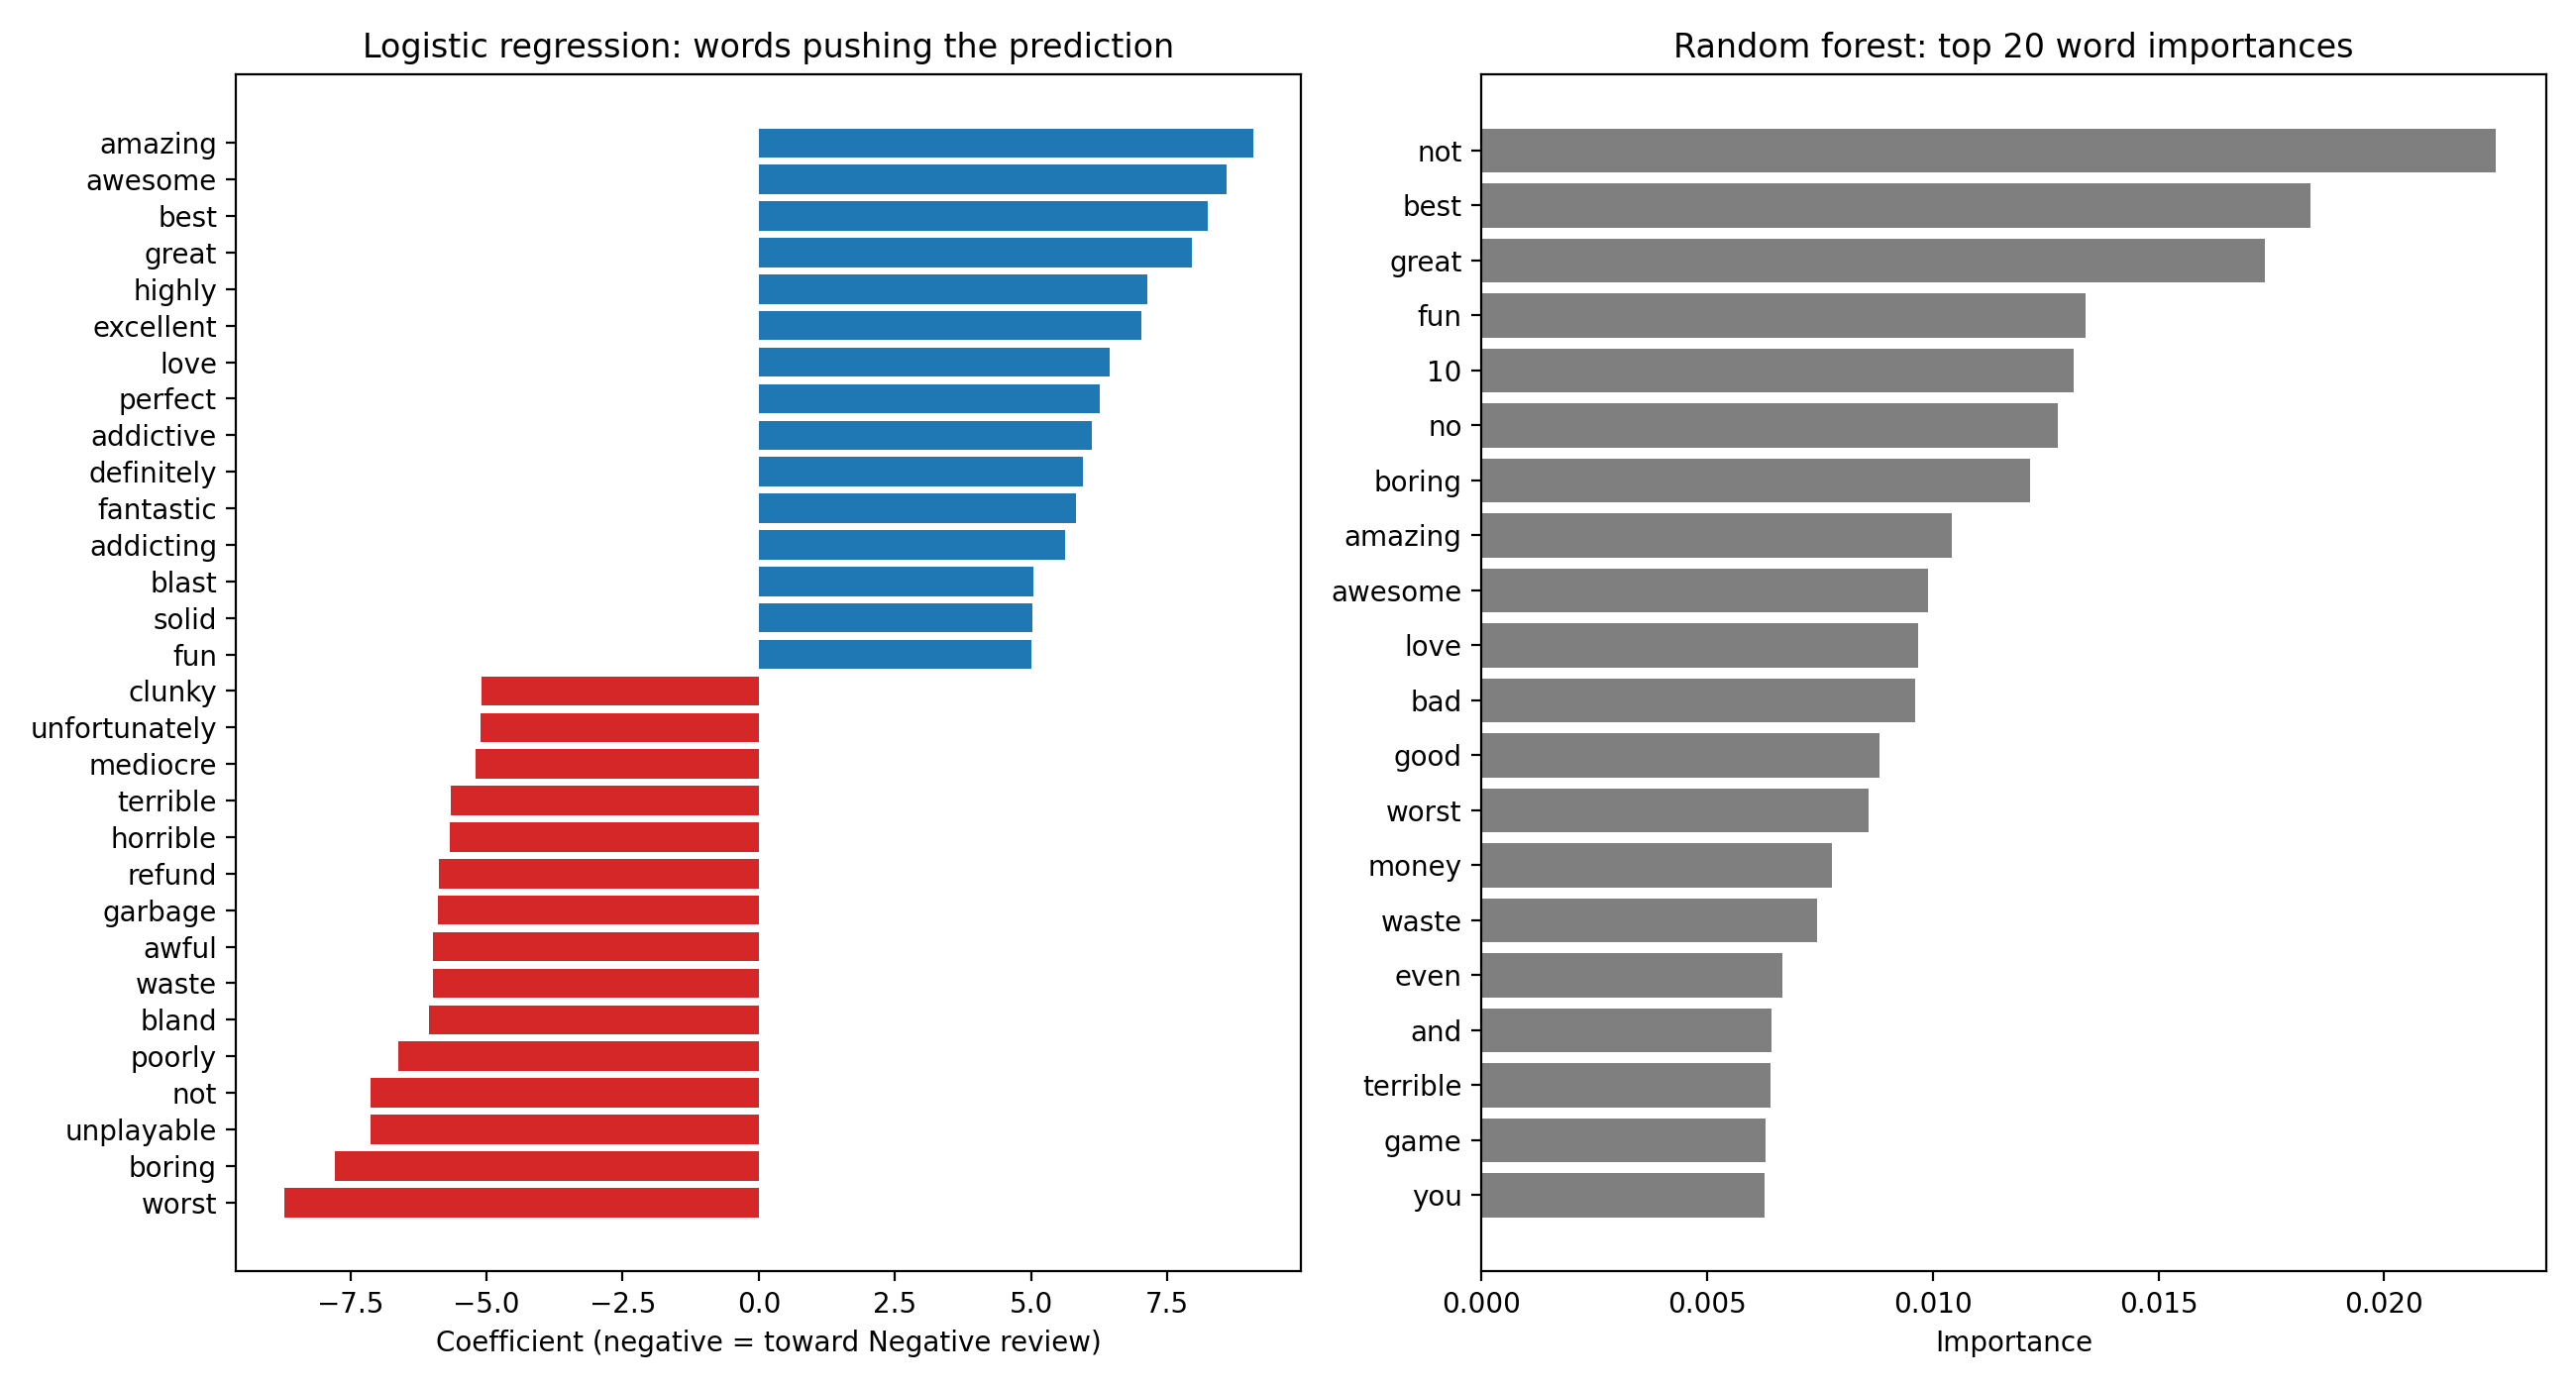 Logistic regression: words pushing the prediction
amazing
awesome
best
great
highly
excellent
love
perfect
addictive
definitely
fantastic
addicting
blast
solid
fun
clunky
unfortunately
mediocre
terrible
horrible
refund
garbage
awful
waste
bland
poorly
not
unplayable
boring
worst
−7.5 −5.0 −2.5 0.0 2.5 5.0 7.5
Coefficient (negative = toward Negative review)
Random forest: top 20 word importances
not
best
great
fun
10
no
boring
amazing
awesome
love
bad
good
worst
money
waste
even
and
terrible
game
you
0.000 0.005 0.010 0.015 0.020
Importance